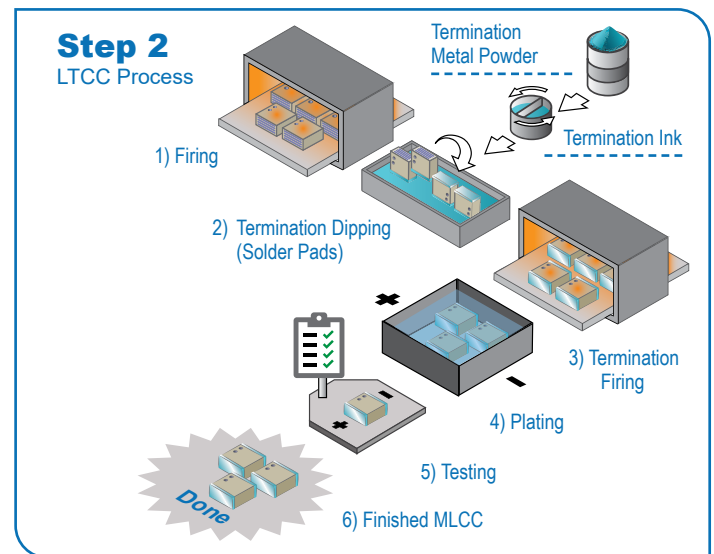 Step 2
LTCC Process
Termination
Metal Powder
Termination Ink
1) Firing
2) Termination Dipping
(Solder Pads)
3) Termination
Firing
+
-
4) Plating
-
+
5) Testing
Done
6) Finished MLCC